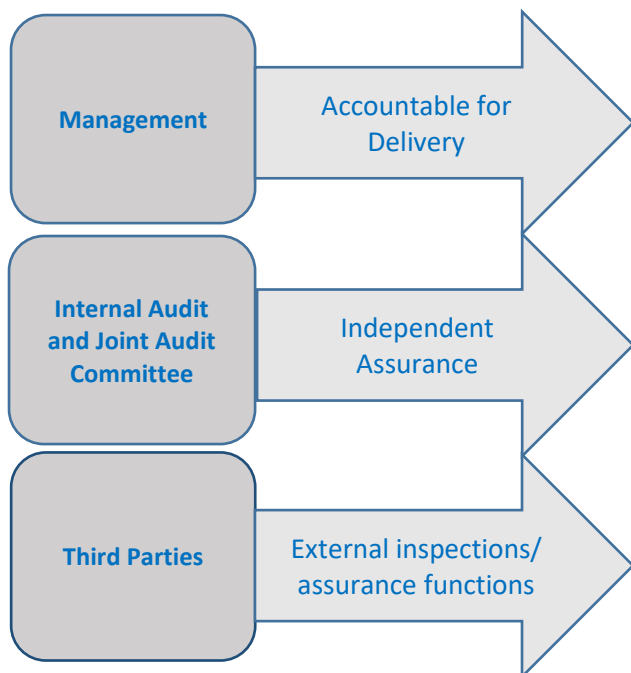 Management
Accountable for
Delivery
Internal Audit
and Joint Audit
Committee
Independent
Assurance
Third Parties
External inspections/
assurance functions